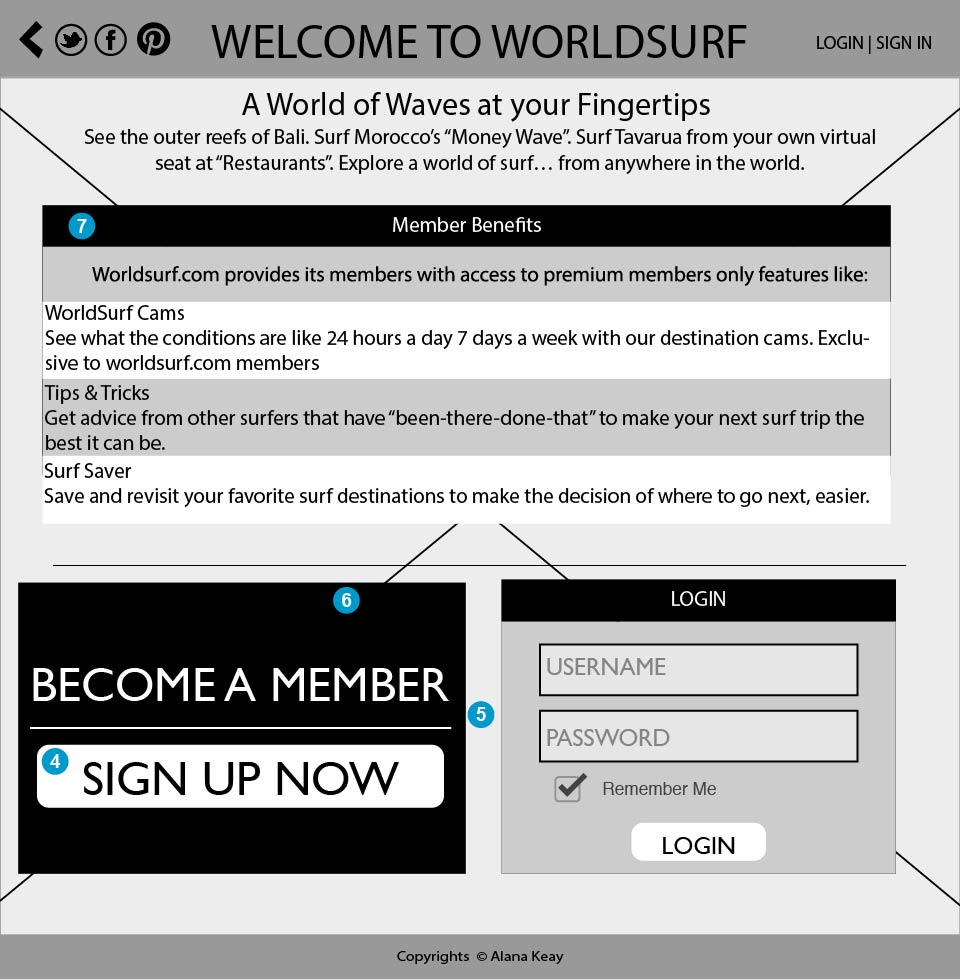 WELCOME TO WORLDSURF
LOGIN | SIGN IN
A World of Waves at your Fingertips
See the outer reefs of Bali. Surf Morocco's “Money Wave”. Surf Tavarua from your own virtual
seat at “Restaurants”. Explore a world of surf… from anywhere in the world.
7
Member Benefits
Worldsurf.com provides its members with access to premium members only features like:
WorldSurf Cams
See what the conditions are like 24 hours a day 7 days a week with our destination cams. Exclu-
sive to worldsurf.com members
Tips & Tricks
Get advice from other surfers that have “been-there-done-that” to make your next surf trip the
best it can be.
Surf Saver
Save and revisit your favorite surf destinations to make the decision of where to go next, easier.
6
BECOME A MEMBER
4
SIGN UP NOW
5
LOGIN
USERNAME
PASSWORD
Remember Me
LOGIN
Copyrights © Alana Keay